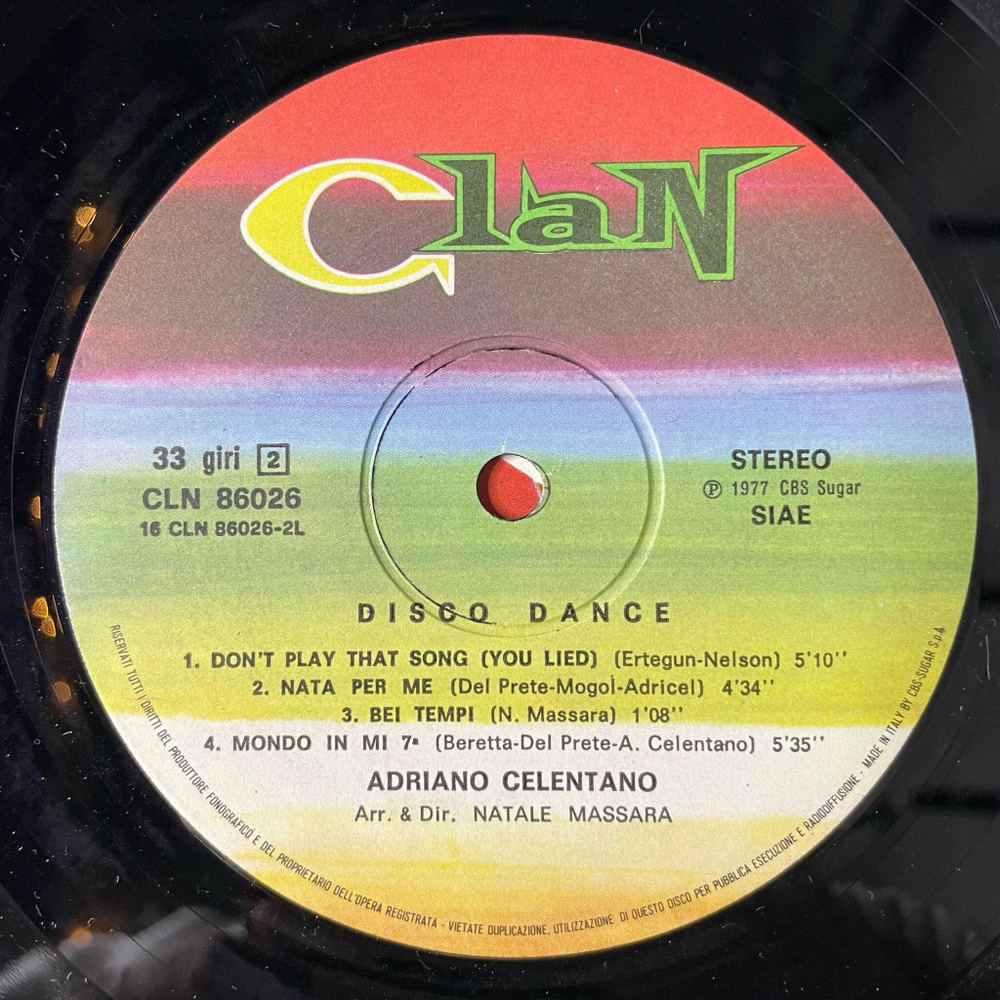 ClaN
33 giri 2
CLN 86026
16 CLN 86026-2L
STEREO
Ⓟ 1977 CBS Sugar
SIAE
DISCO DANCE
1. DON'T PLAY THAT SONG (YOU LIED) (Ertegun-Nelson) 5'10''
2. NATA PER ME (Del Prete-Mogol-Adricel) 4'34''
3. BEI TEMPI (N. Massara) 1'08''
4. MONDO IN MI 7ª (Beretta-Del Prete-A. Celentano) 5'35''
ADRIANO CELENTANO
Arr. & Dir. NATALE MASSARA
RISERVATI TUTTI I DIRITTI DEL PRODUTTORE FONOGRAFICO E DEL PROPRIETARIO DELL'OPERA REGISTRATA - VIETATE DUPLICAZIONE, UTILIZZAZIONE DI QUESTO DISCO PER PUBBLICA ESECUZIONE E RADIODIFFUSIONE - MADE IN ITALY BY CBS-SUGAR S.p.A.